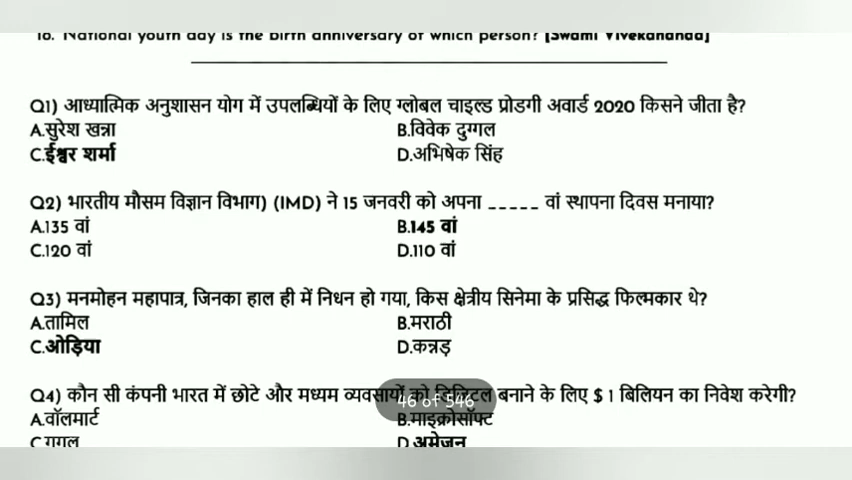 18. National youth day is the birth anniversary of which person? [Swami Vivekananda]
Q1) आध्यात्मिक अनुशासन योग में उपलब्धियों के लिए ग्लोबल चाइल्ड प्रोडगी अवार्ड 2020 किसने जीता है?
A.सुरेश खन्ना B.विवेक दुग्गल
C.ईश्वर शर्मा D.अभिषेक सिंह
Q2) भारतीय मौसम विज्ञान विभाग) (IMD) ने 15 जनवरी को अपना _____ वां स्थापना दिवस मनाया?
A.135 वां B.145 वां
C.120 वां D.110 वां
Q3) मनमोहन महापात्र, जिनका हाल ही में निधन हो गया, किस क्षेत्रीय सिनेमा के प्रसिद्ध फिल्मकार थे?
A.तामिल B.मराठी
C.ओड़िया D.कन्नड़
Q4) कौन सी कंपनी भारत में छोटे और मध्यम व्यवसायों को डिजिटल बनाने के लिए $ 1 बिलियन का निवेश करेगी?
46 of 546
A.वॉलमार्ट B.माइक्रोसॉफ्ट
C.गूगल D.अमेजन